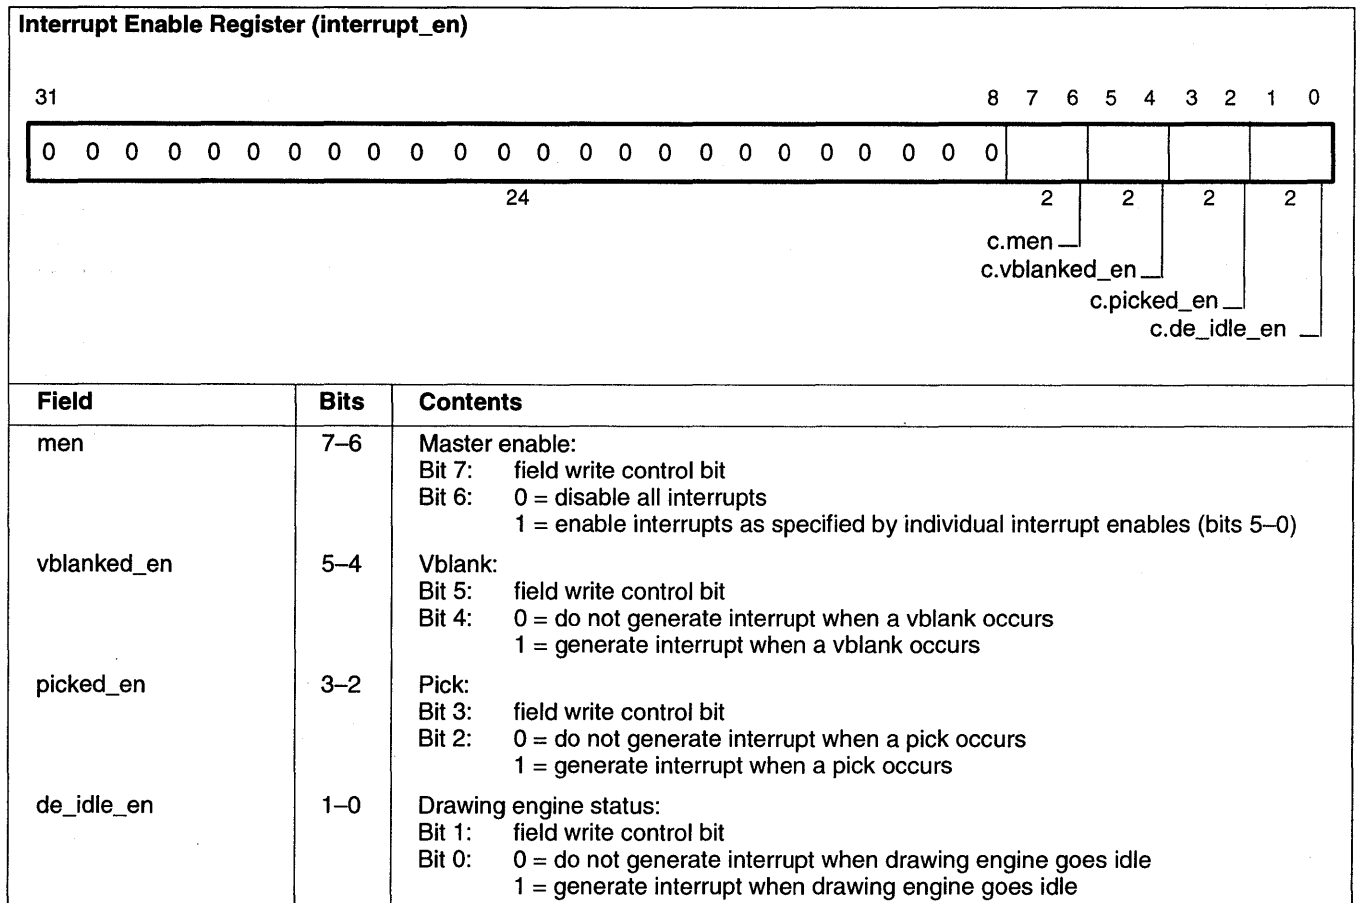 Interrupt Enable Register (interrupt_en)
31 8 7 6 5 4 3 2 1 0
0 0 0 0 0 0 0 0 0 0 0 0 0 0 0 0 0 0 0 0 0 0 0 0
24 2 2 2 2
c.men
c.vblanked_en
c.picked_en
c.de_idle_en
Field Bits Contents
men 7–6 Master enable:
Bit 7: field write control bit
Bit 6: 0 = disable all interrupts
1 = enable interrupts as specified by individual interrupt enables (bits 5–0)
vblanked_en 5–4 Vblank:
Bit 5: field write control bit
Bit 4: 0 = do not generate interrupt when a vblank occurs
1 = generate interrupt when a vblank occurs
picked_en 3–2 Pick:
Bit 3: field write control bit
Bit 2: 0 = do not generate interrupt when a pick occurs
1 = generate interrupt when a pick occurs
de_idle_en 1–0 Drawing engine status:
Bit 1: field write control bit
Bit 0: 0 = do not generate interrupt when drawing engine goes idle
1 = generate interrupt when drawing engine goes idle